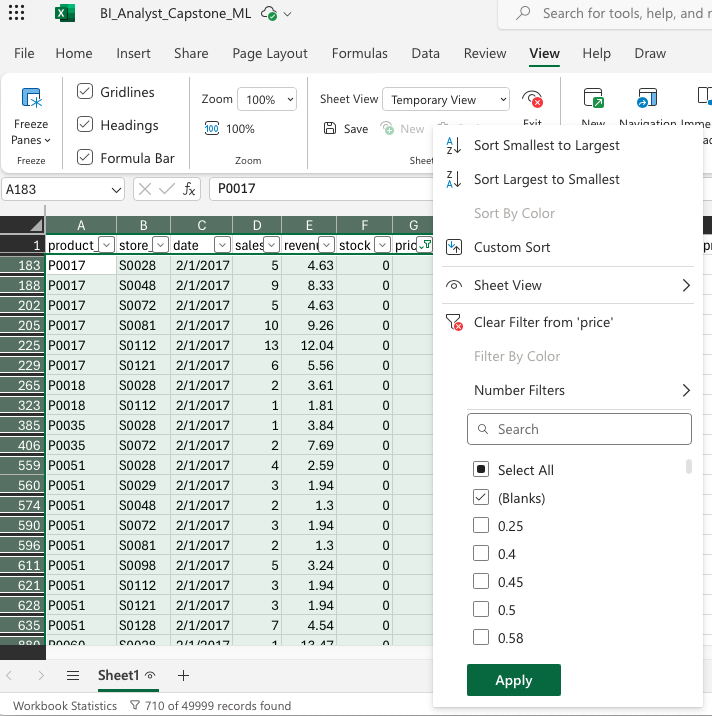 BI_Analyst_Capstone_ML
Search for tools, help, and
File Home Insert Share Page Layout Formulas Data Review View Help Draw
Freeze Panes
Freeze
Gridlines
Headings
Formula Bar
Zoom 100%
100%
Zoom
Sheet View Temporary View
Save New
Exit
Sheet
New
Navigation
A183 fx P0017
A B C D E F G
1 product_ store_ date sales reven stock pric
183 P0017 S0028 2/1/2017 5 4.63 0
188 P0017 S0048 2/1/2017 9 8.33 0
202 P0017 S0072 2/1/2017 5 4.63 0
205 P0017 S0081 2/1/2017 10 9.26 0
225 P0017 S0112 2/1/2017 13 12.04 0
229 P0017 S0121 2/1/2017 6 5.56 0
265 P0018 S0028 2/1/2017 2 3.61 0
323 P0018 S0112 2/1/2017 1 1.81 0
385 P0035 S0028 2/1/2017 1 3.84 0
406 P0035 S0072 2/1/2017 2 7.69 0
559 P0051 S0028 2/1/2017 4 2.59 0
560 P0051 S0029 2/1/2017 3 1.94 0
574 P0051 S0048 2/1/2017 2 1.3 0
590 P0051 S0072 2/1/2017 3 1.94 0
596 P0051 S0081 2/1/2017 2 1.3 0
611 P0051 S0098 2/1/2017 5 3.24 0
621 P0051 S0112 2/1/2017 3 1.94 0
628 P0051 S0121 2/1/2017 3 1.94 0
635 P0051 S0128 2/1/2017 7 4.54 0
Sort Smallest to Largest
Sort Largest to Smallest
Sort By Color
Custom Sort
Sheet View
Clear Filter from 'price'
Filter By Color
Number Filters
Search
Select All
(Blanks)
0.25
0.4
0.45
0.5
0.58
Apply
Sheet1
Workbook Statistics 710 of 49999 records found